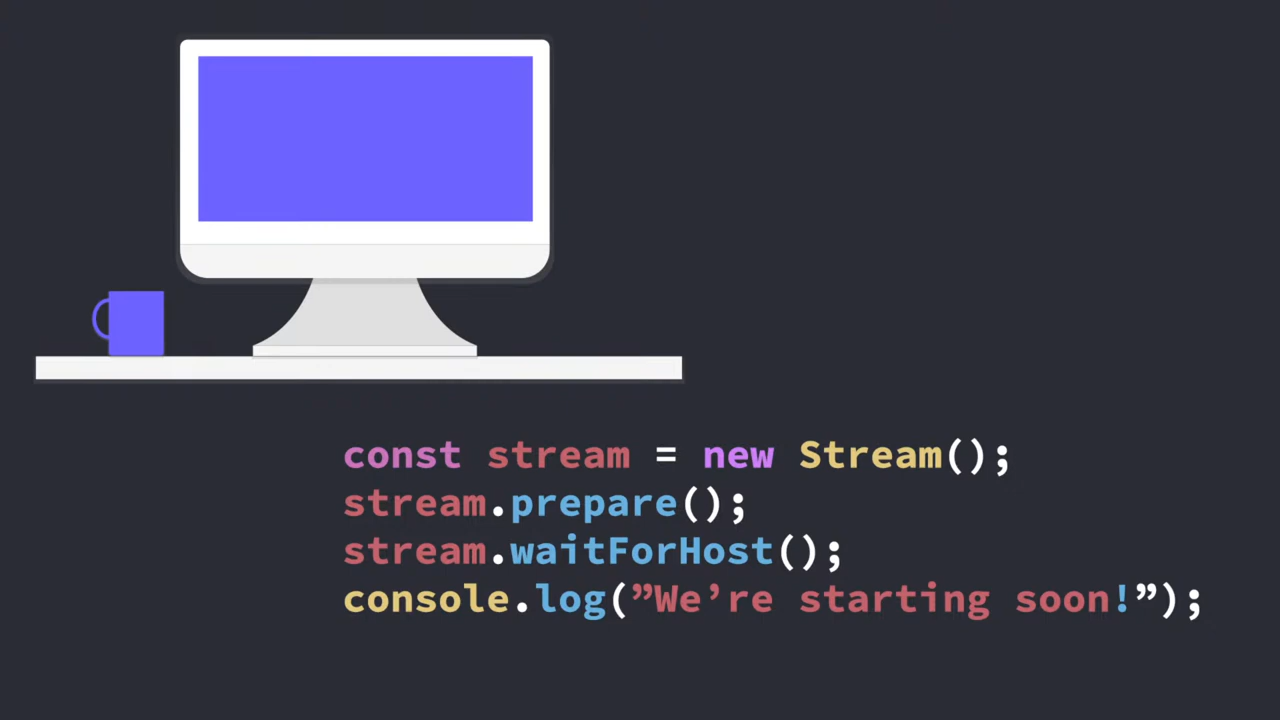 const stream = new Stream();
stream.prepare();
stream.waitForHost();
console.log(”We’re starting soon!”);